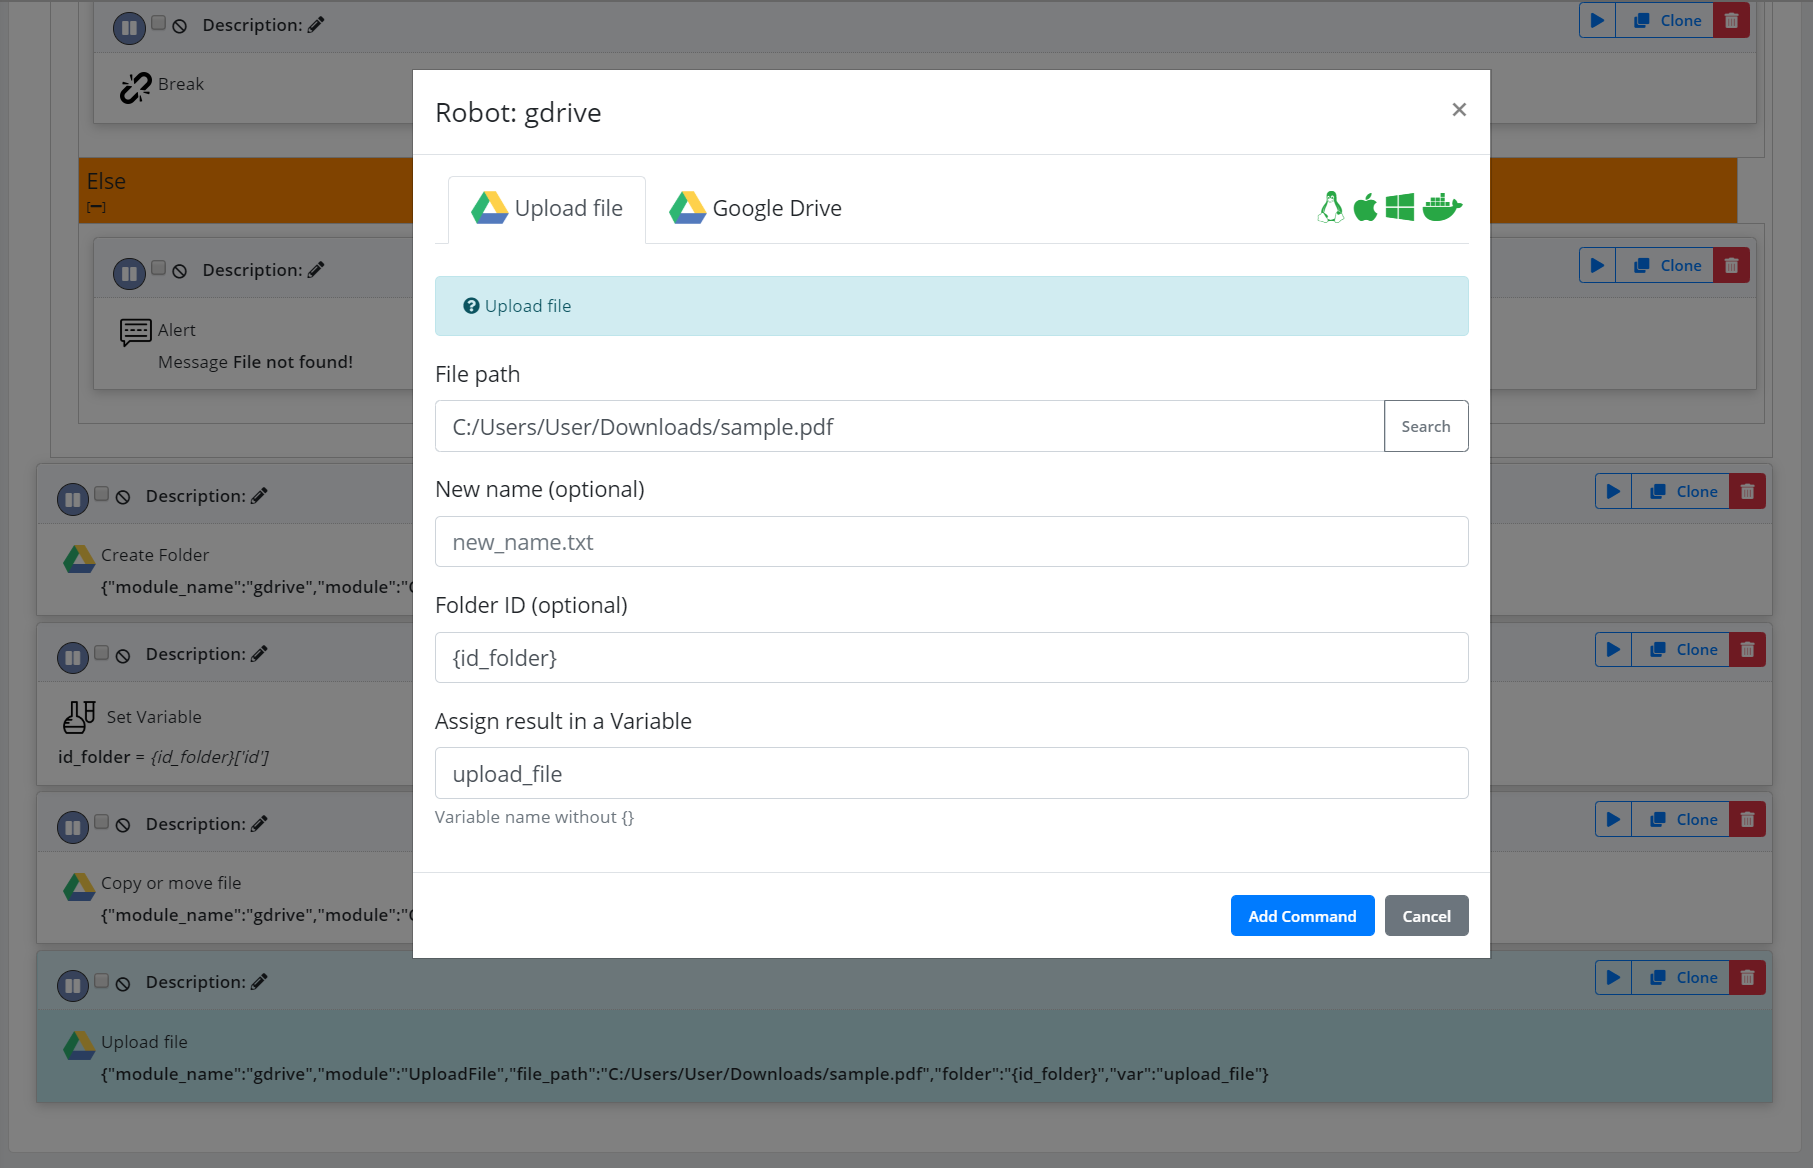 Description:
Clone
Break
Robot: gdrive
×
Else
[—]
Upload file
Google Drive
Description:
Clone
Upload file
Alert
Message File not found!
File path
C:/Users/User/Downloads/sample.pdf
Search
New name (optional)
Description:
Clone
new_name.txt
Create Folder
{"module_name":"gdrive","module":"
Folder ID (optional)
{id_folder}
Description:
Clone
Set Variable
id_folder = {id_folder}['id']
Assign result in a Variable
upload_file
Variable name without {}
Description:
Clone
Copy or move file
{"module_name":"gdrive","module":"
Add Command
Cancel
Description:
Clone
Upload file
{"module_name":"gdrive","module":"UploadFile","file_path":"C:/Users/User/Downloads/sample.pdf","folder":"{id_folder}","var":"upload_file"}